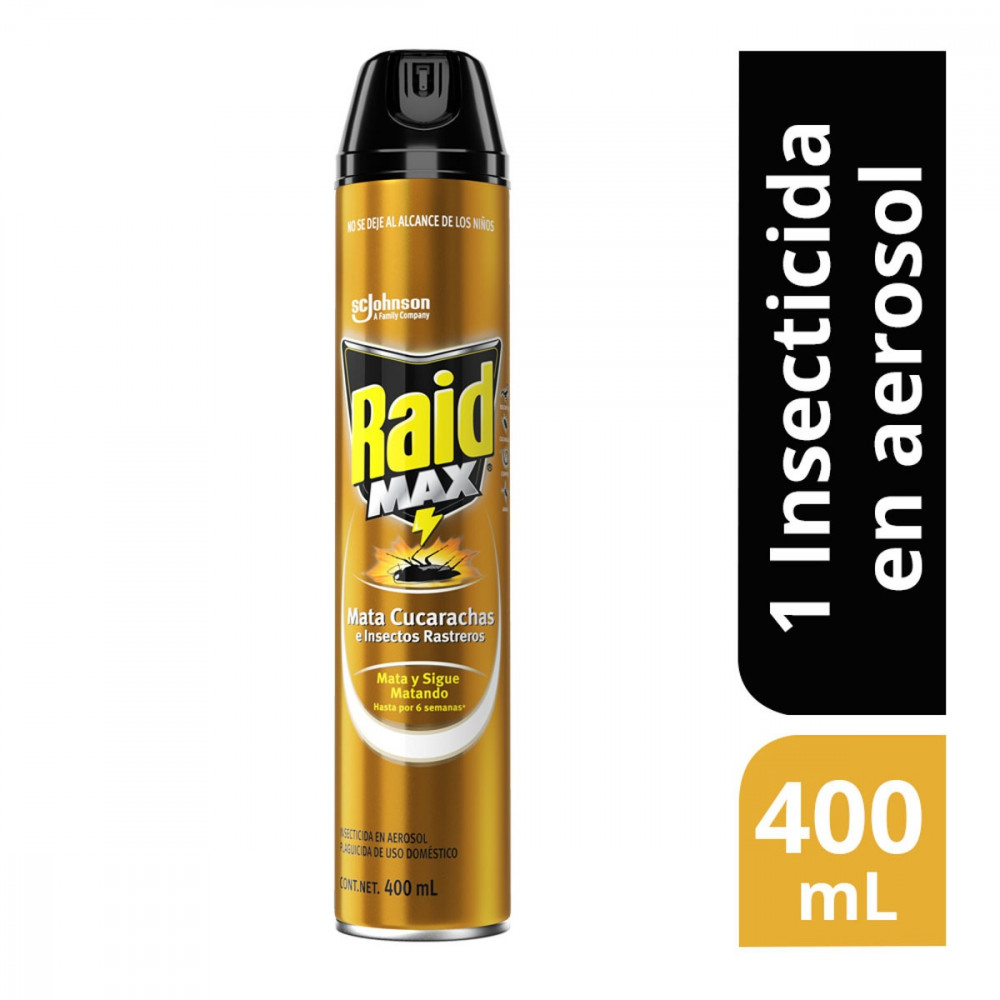 NO SE DEJE AL ALCANCE DE LOS NIÑOS
scJohnson
A Family Company
Raid
MAX®
Mata Cucarachas
e Insectos Rastreros
Mata y Sigue
Matando
Hasta por 6 semanas*
INSECTICIDA EN AEROSOL
PLAGUICIDA DE USO DOMÉSTICO
CONT.NET. 400 mL
1 Insecticida
en aerosol
400
mL